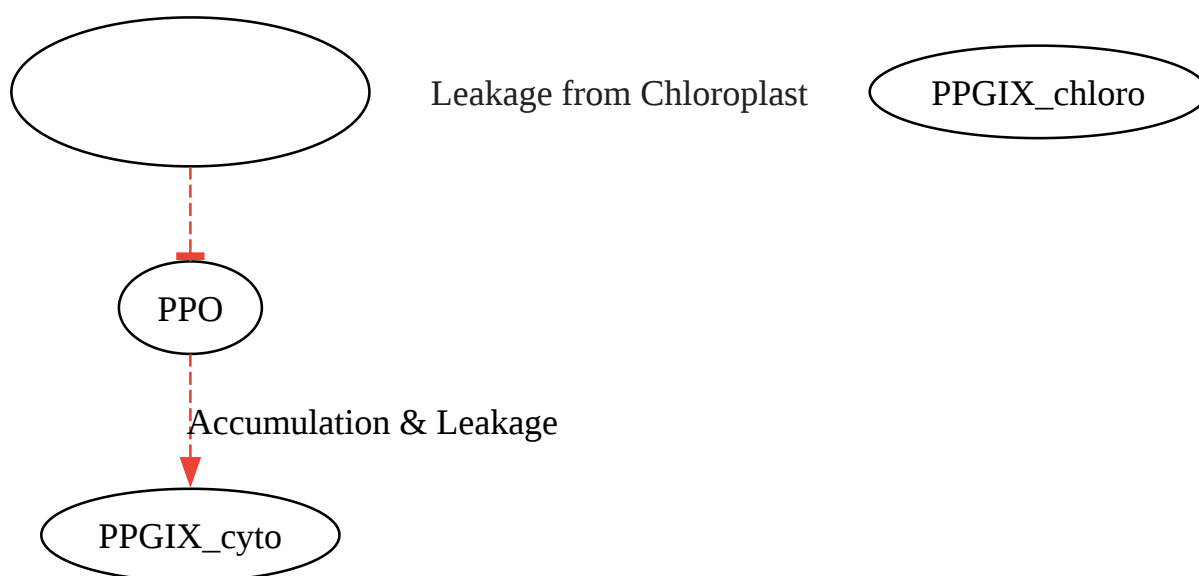 Leakage from Chloroplast
PPGIX_chloro
PPO
Accumulation & Leakage
PPGIX_cyto